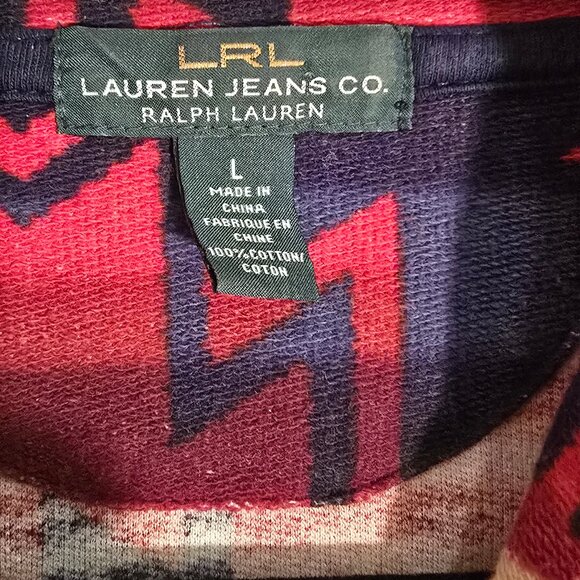 LRL
LAUREN JEANS CO.
RALPH LAUREN
L
MADE IN
CHINA
FABRIQUE EN
CHINE
100%COTTON/
COTON